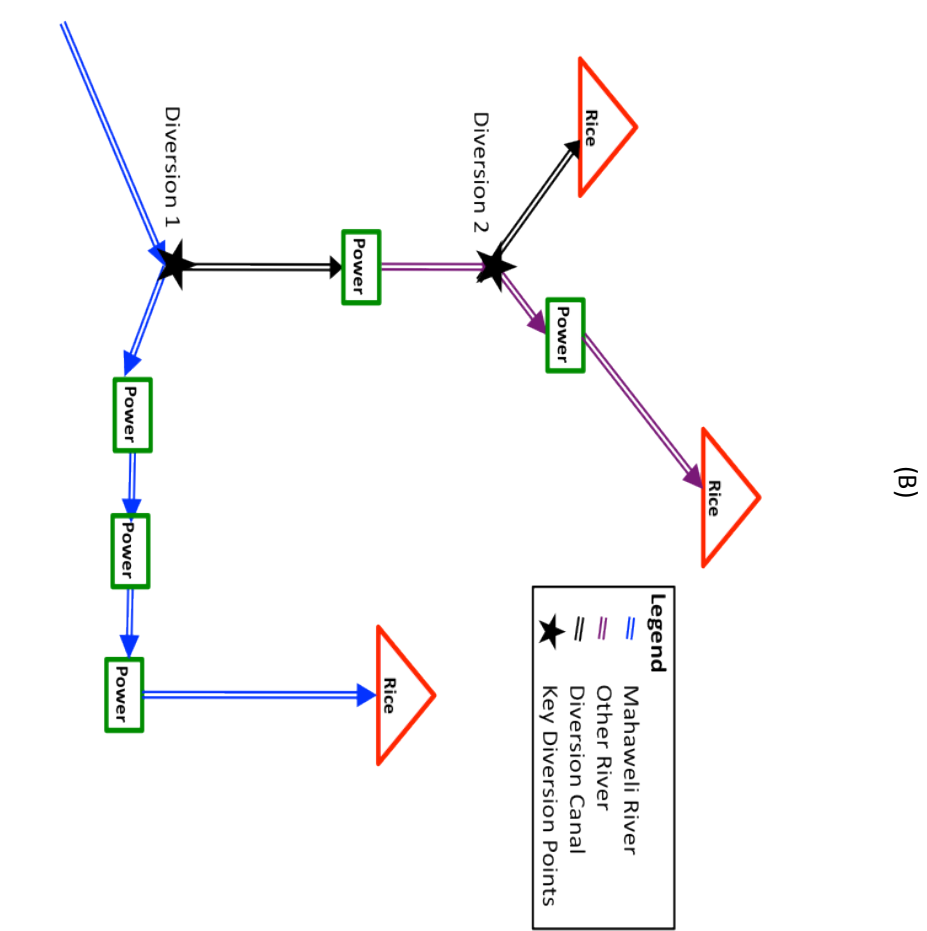 (B)
Rice
Rice
Power
Diversion 2
Power
Rice
Diversion 1
Power
Power
Power
Legend
Mahaweli River
Other River
Diversion Canal
Key Diversion Points